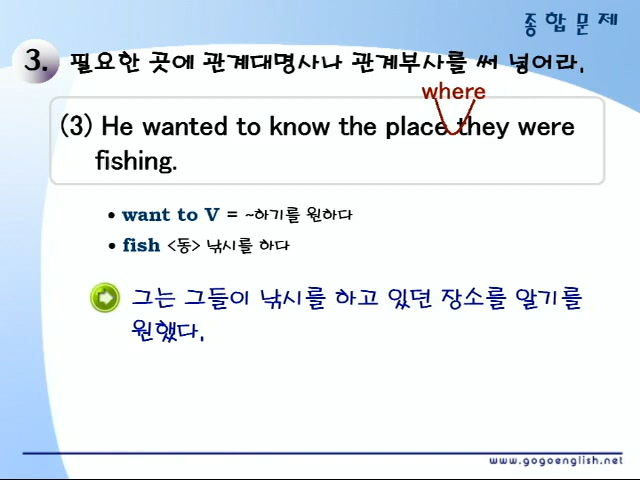 종합문제
3. 필요한 곳에 관계대명사나 관계부사를 써 넣어라.
where
(3) He wanted to know the place they were
fishing.
• want to V = ~하기를 원하다
• fish <동> 낚시를 하다
그는 그들이 낚시를 하고 있던 장소를 알기를
원했다.
www.gogoenglish.net